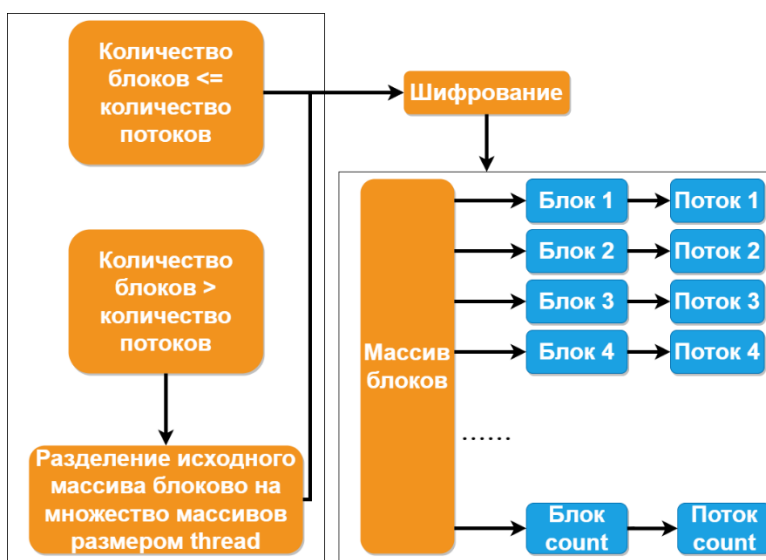 Количество
блоков <=
количество
потоков
Шифрование
Количество
блоков >
количество
потоков
Разделение исходного
массива блоково на
множество массивов
размером thread
Массив
блоков
Блок 1
Поток 1
Блок 2
Поток 2
Блок 3
Поток 3
Блок 4
Поток 4
......
Блок
count
Поток
count